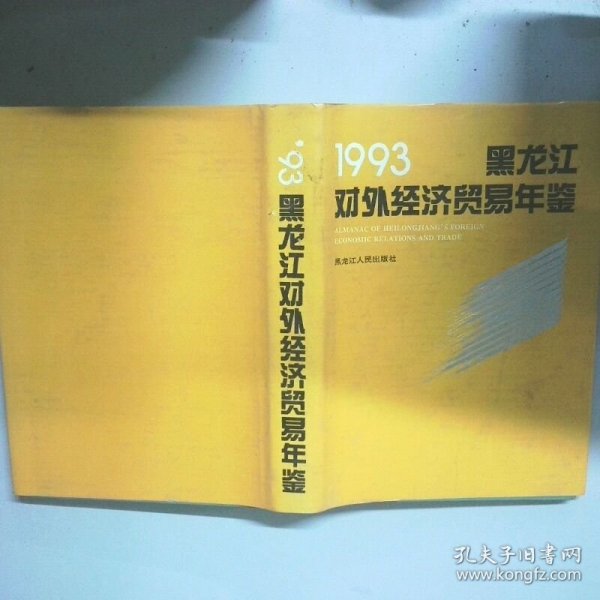 '93 黑龙江对外经济贸易年鉴
1993 黑龙江
对外经济贸易年鉴
ALMANAC OF HEILONGJIANG'S FOREIGN
ECONOMIC RELATIONS AND TRADE
黑龙江人民出版社
孔夫子旧书网
www.kongfz.com